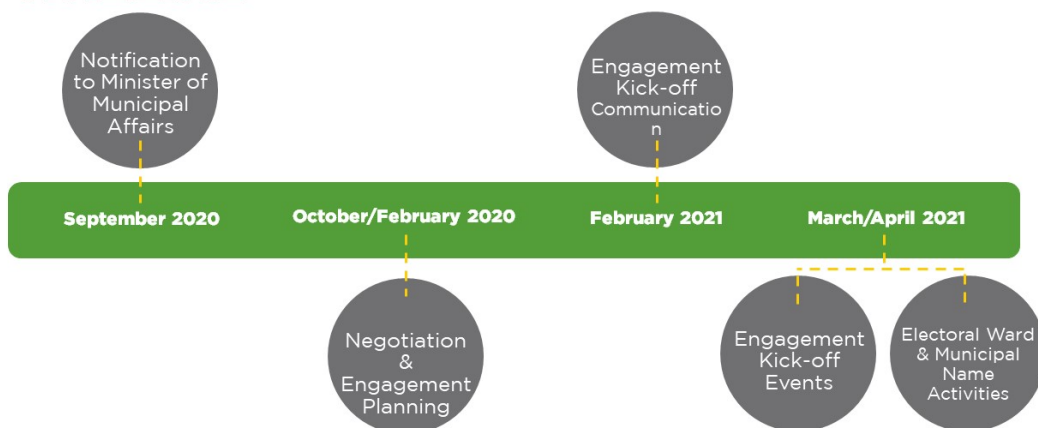 Notification
to Minister of
Municipal
Affairs
Engagement
Kick-off
Communicatio
n
September 2020
October/February 2020
February 2021
March/April 2021
Negotiation
&
Engagement
Planning
Engagement
Kick-off
Events
Electoral Ward
& Municipal
Name
Activities